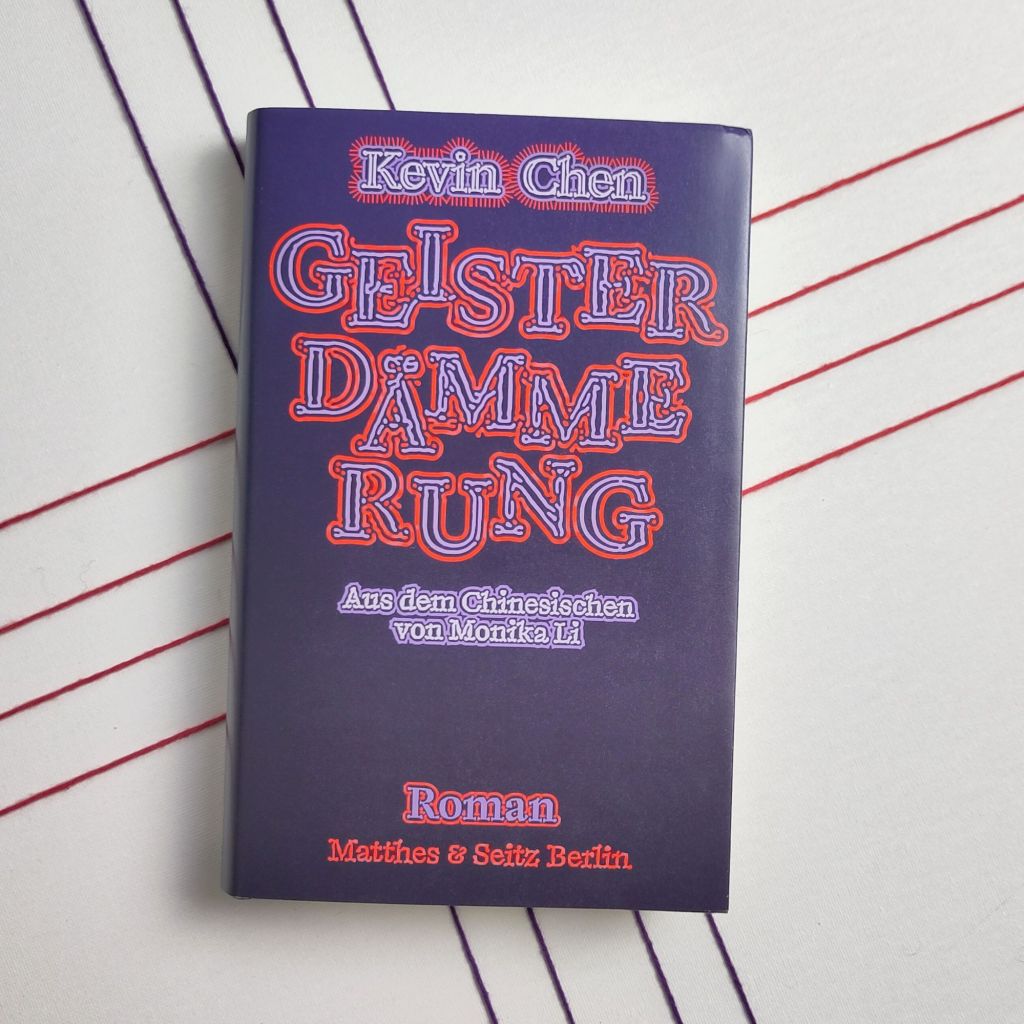 Kevin Chen
GEISTER
DÄMME
RUNG
Aus dem Chinesischen
von Monika Li
Roman
Matthes & Seitz Berlin